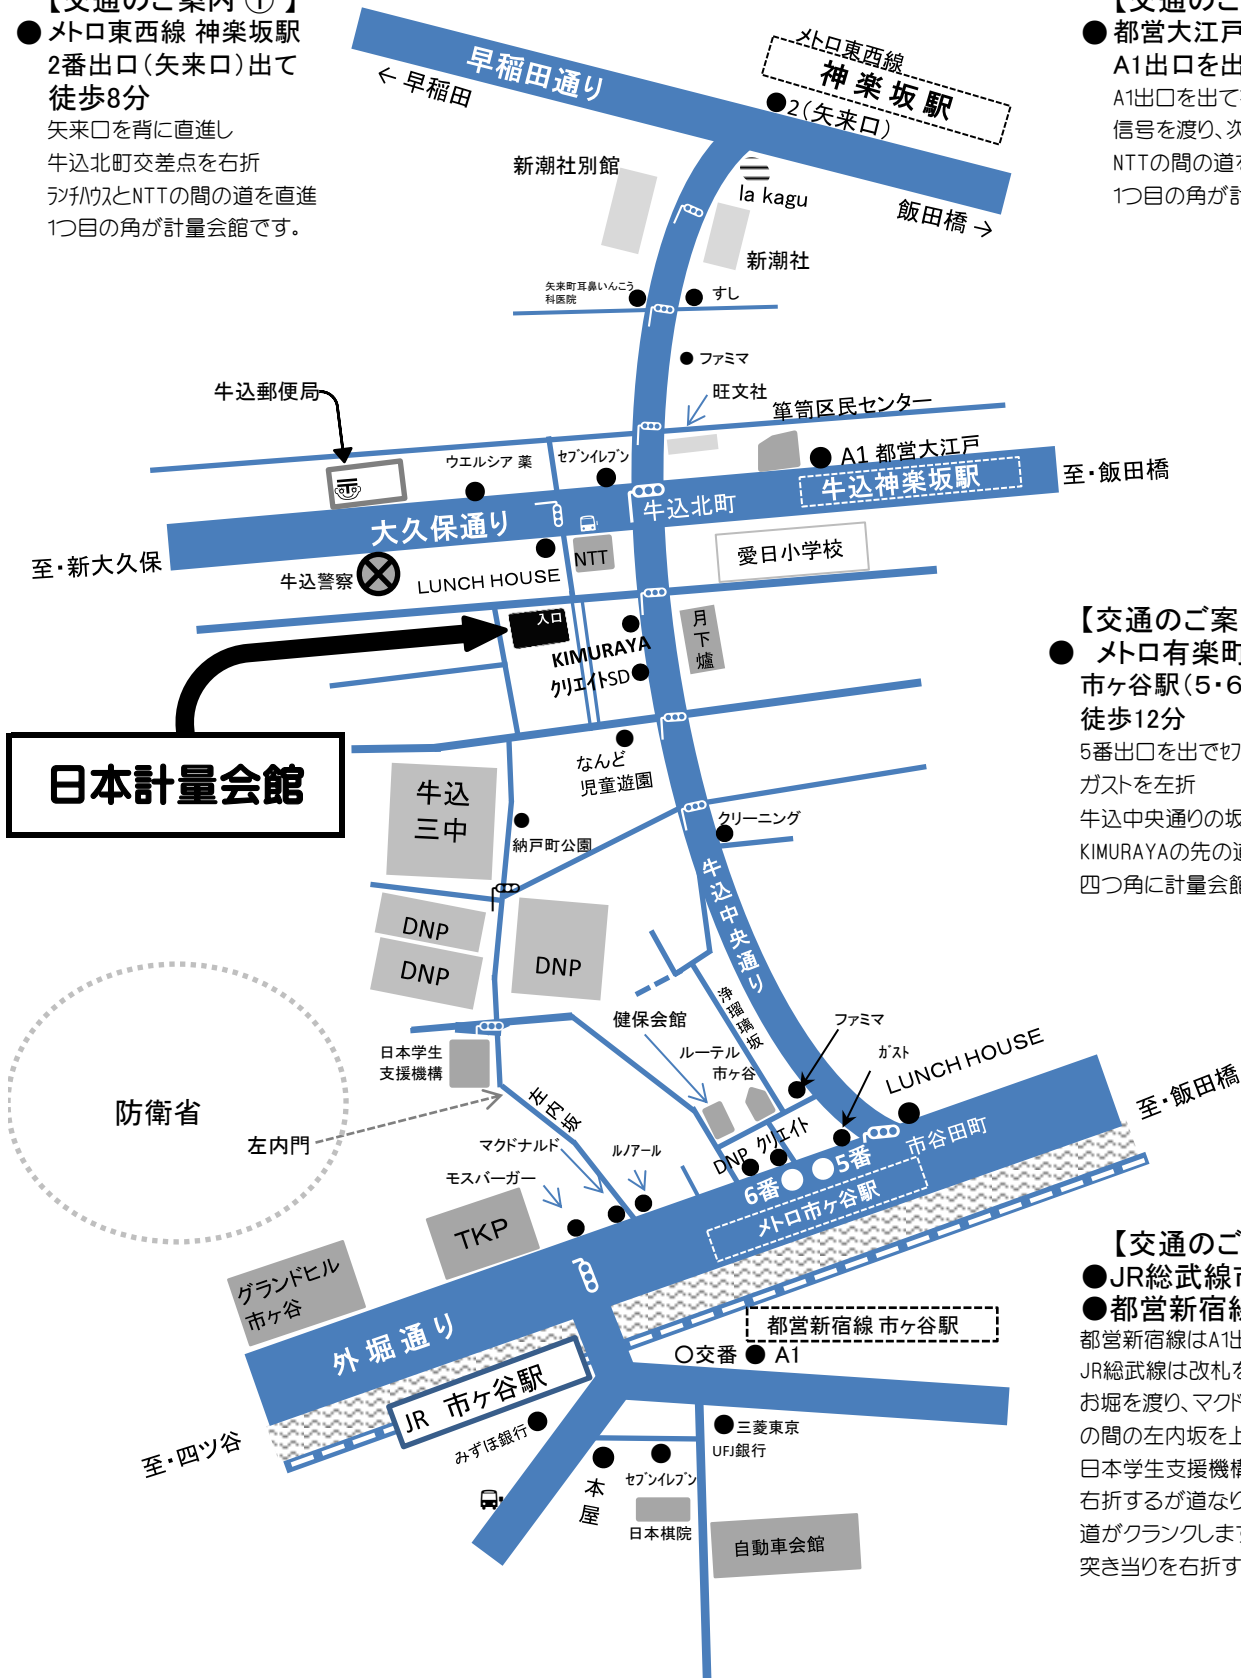 【交通のご案内 ① 】
●メトロ東西線 神楽坂駅
2番出口（矢来口）出て
徒歩8分
矢来口を背に直進し
牛込北町交差点を右折
ﾗﾝﾁﾊｳｽとNTTの間の道を直進
1つ目の角が計量会館です。
早稲田通り
← 早稲田
メトロ東西線
神楽坂駅
●2（矢来口）
飯田橋 →
新潮社別館
la kagu
新潮社
矢来町耳鼻いんこう
科医院
すし
ファミマ
旺文社
箪笥区民センター
牛込郵便局
ウエルシア 薬
ｾﾌﾞﾝｲﾚﾌﾞﾝ
A1 都営大江戸
牛込神楽坂駅
至・飯田橋
大久保通り
牛込北町
至・新大久保
牛込警察
LUNCH HOUSE
NTT
愛日小学校
入口
KIMURAYA
ｸﾘｴｲﾄSD
月下爐
日本計量会館
なんど
児童遊園
牛込
三中
納戸町公園
クリーニング
牛込中央通り
DNP
DNP
DNP
浄瑠璃坂
健保会館
ルーテル
市ヶ谷
ファミマ
ｶﾞｽﾄ
LUNCH HOUSE
至・飯田橋
日本学生
支援機構
防衛省
左内門
左内坂
マクドナルド
ﾙﾉｱｰﾙ
モスバーガー
DNP
ｸﾘｴｲﾄ
市谷田町
5番
6番
メトロ市ヶ谷駅
TKP
グランドヒル
市ヶ谷
外堀通り
都営新宿線 市ヶ谷駅
〇交番 ● A1
JR 市ケ谷駅
至・四ツ谷
みずほ銀行
本屋
ｾﾌﾞﾝｲﾚﾌﾞﾝ
日本棋院
三菱東京
UFJ銀行
自動車会館
【交通のご
●都営大江戸
A1出口を出
A1出口を出て
信号を渡り、次
NTTの間の道を
1つ目の角が計
【交通のご案
● メトロ有楽町
市ヶ谷駅（5・6
徒歩12分
5番出口を出でｾﾌ
ガストを左折
牛込中央通りの坂
KIMURAYAの先の道
四つ角に計量会館
【交通のご
●JR総武線市
●都営新宿線
都営新宿線はA1出
JR総武線は改札を
お堀を渡り、マクド
の間の左内坂を上
日本学生支援機構
右折するが道なり
道がクランクします
突き当りを右折す